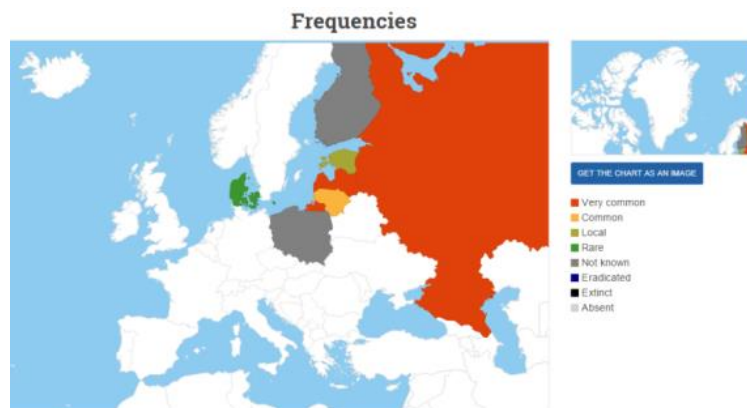 Frequencies
GET THE CHART AS AN IMAGE
Very common
Common
Local
Rare
Not known
Eradicated
Extinct
Absent